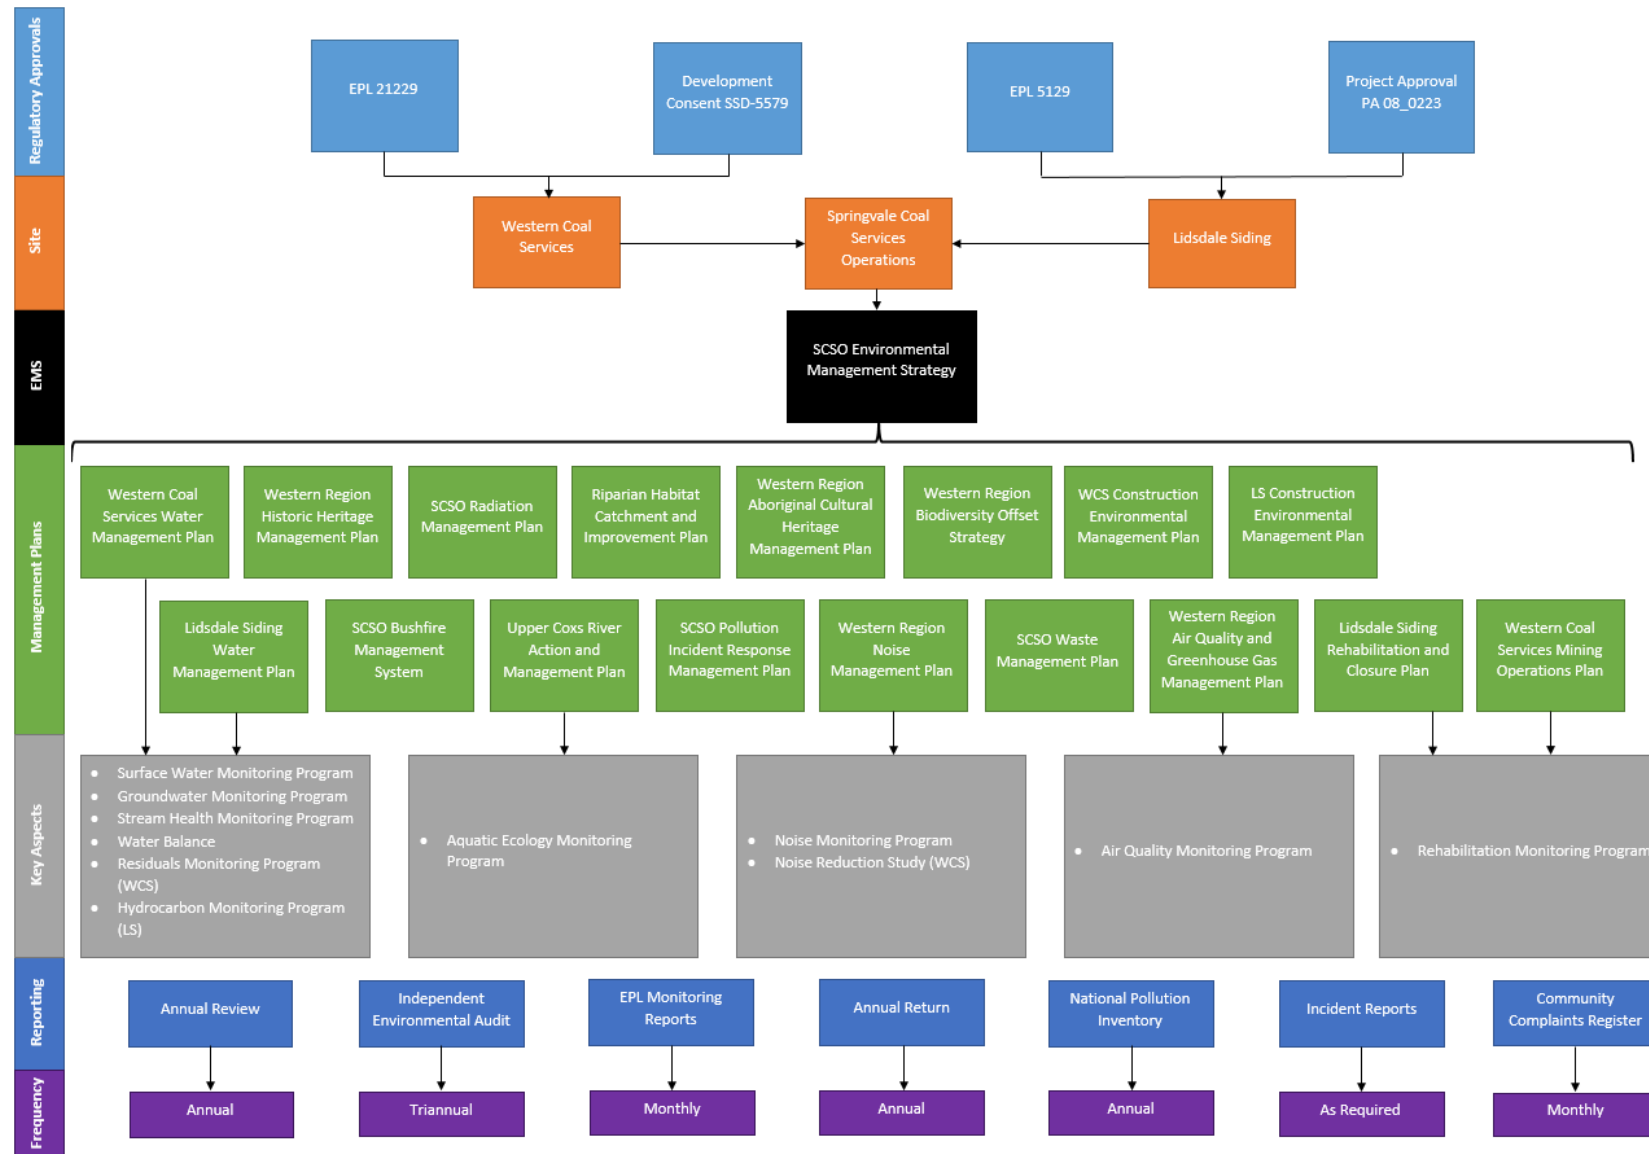 Regulatory Approvals
EPL 21229
Development
Consent SSD-5579
EPL 5129
Project Approval
PA 08_0223
Site
Western Coal
Services
Springvale Coal
Services
Operations
Lidsdale Siding
EMS
SCSO Environmental
Management Strategy
Management Plans
Western Coal
Services Water
Management Plan
Western Region
Historic Heritage
Management Plan
SCSO Radiation
Management Plan
Riparian Habitat
Catchment and
Improvement Plan
Western Region
Aboriginal Cultural
Heritage
Management Plan
Western Region
Biodiversity Offset
Strategy
WCS Construction
Environmental
Management Plan
LS Construction
Environmental
Management Plan
Lidsdale Siding
Water
Management Plan
SCSO Bushfire
Management
System
Upper Coxs River
Action and
Management Plan
SCSO Pollution
Incident Response
Management Plan
Western Region
Noise
Management Plan
SCSO Waste
Management Plan
Western Region
Air Quality and
Greenhouse Gas
Management Plan
Lidsdale Siding
Rehabilitation and
Closure Plan
Western Coal
Services Mining
Operations Plan
Key Aspects
• Surface Water Monitoring Program
• Groundwater Monitoring Program
• Stream Health Monitoring Program
• Water Balance
• Residuals Monitoring Program
(WCS)
• Hydrocarbon Monitoring Program
(LS)
• Aquatic Ecology Monitoring
Program
• Noise Monitoring Program
• Noise Reduction Study (WCS)
• Air Quality Monitoring Program
• Rehabilitation Monitoring Program
Reporting
Annual Review
Independent
Environmental Audit
EPL Monitoring
Reports
Annual Return
National Pollution
Inventory
Incident Reports
Community
Complaints Register
Frequency
Annual
Triannual
Monthly
Annual
Annual
As Required
Monthly